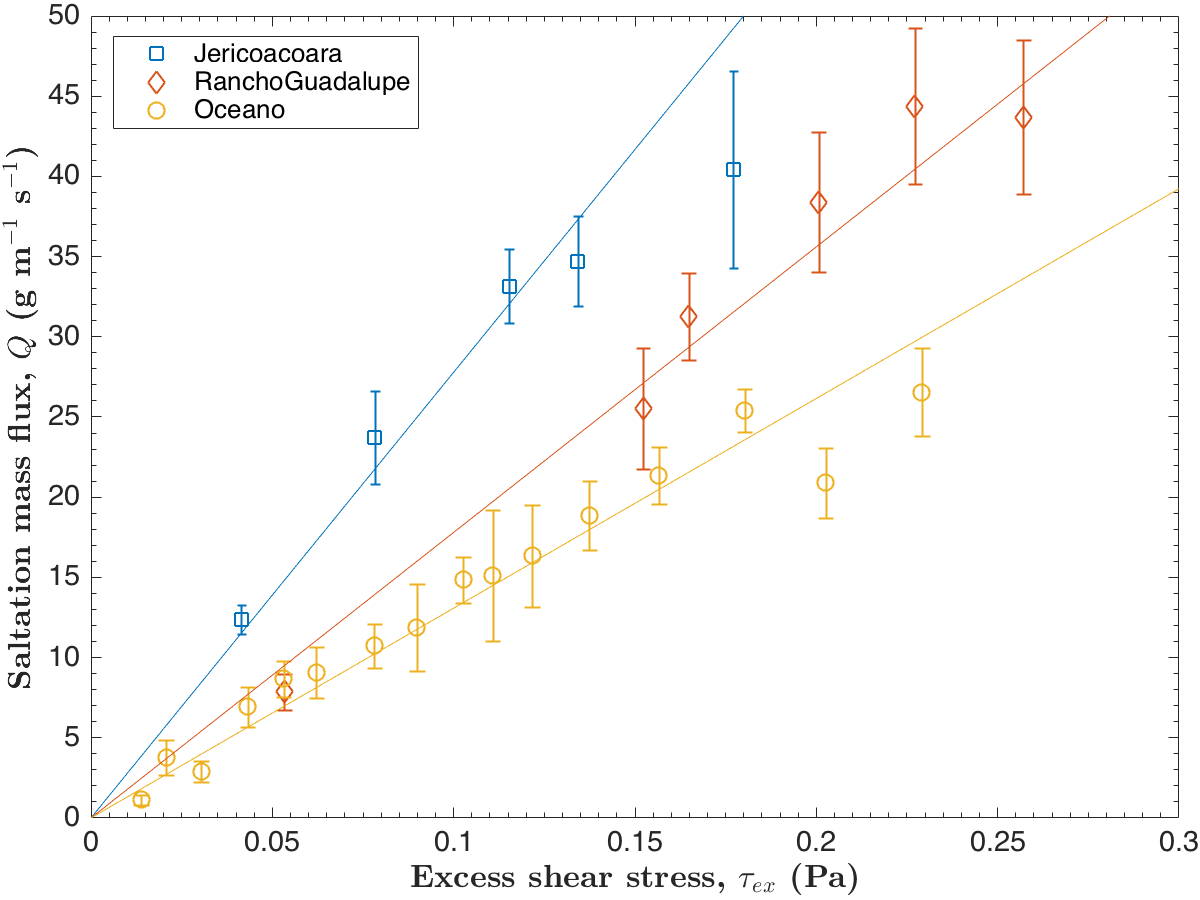 50
45
40
35
30
25
20
15
10
5
0
Saltation mass flux, Q (g m⁻¹ s⁻¹)
Jericoacoara
RanchoGuadalupe
Oceano
0 0.05 0.1 0.15 0.2 0.25 0.3
Excess shear stress, τₑₓ (Pa)